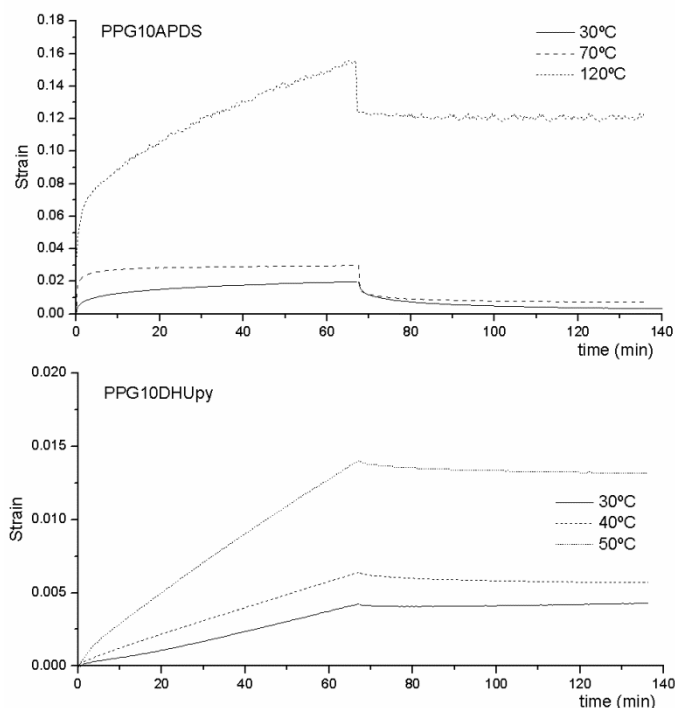 PPG10APDS
30ºC
70ºC
120ºC
Strain
0.18
0.16
0.14
0.12
0.10
0.08
0.06
0.04
0.02
0.00
0 20 40 60 80 100 120 140
time (min)
PPG10DHUpy
30ºC
40ºC
50ºC
Strain
0.020
0.015
0.010
0.005
0.000
0 20 40 60 80 100 120 140
time (min)